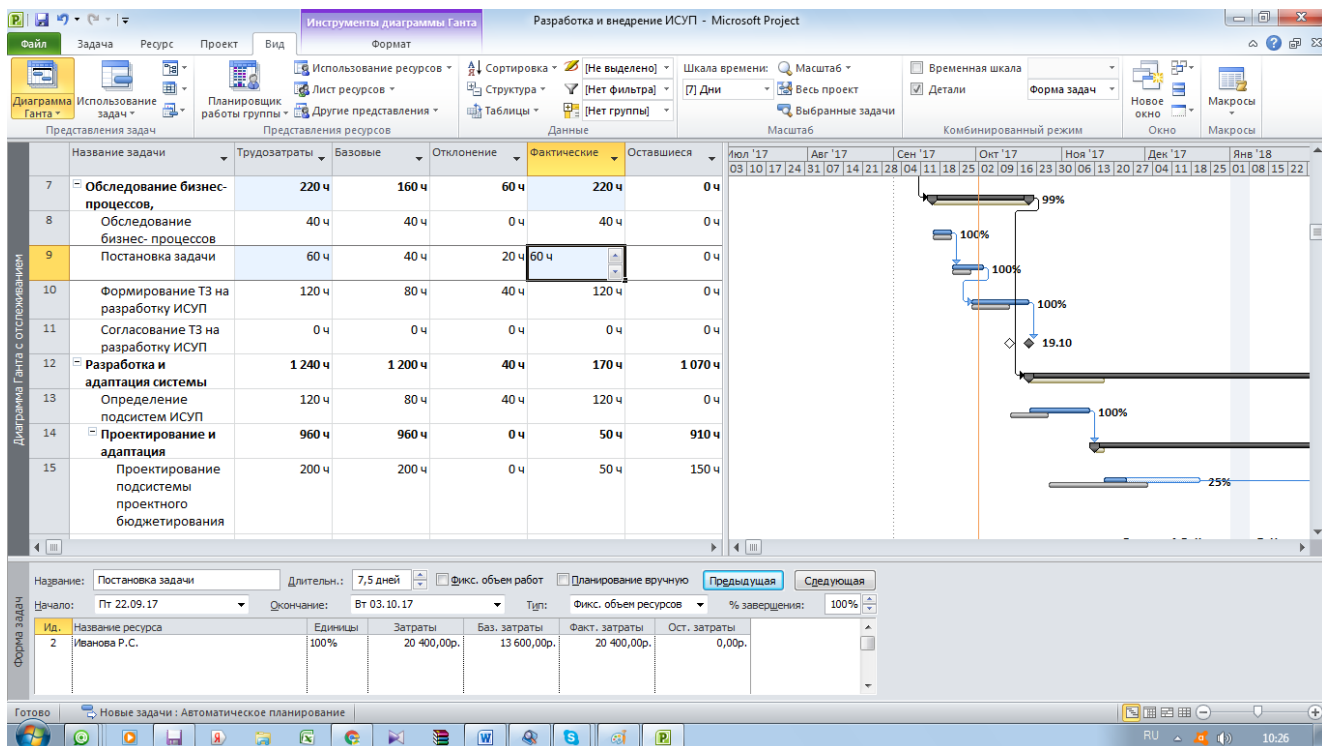 Инструменты диаграммы Ганта
Разработка и внедрение ИСУП - Microsoft Project
Файл Задача Ресурс Проект Вид Формат
Диаграмма Ганта
Использование задач
Планировщик работы группы
Использование ресурсов
Лист ресурсов
Другие представления
Сортировка
Структура
Таблицы
[Не выделено]
[Нет фильтра]
[Нет группы]
Шкала времени:
[7] Дни
Масштаб
Весь проект
Выбранные задачи
Временная шкала
Детали
Форма задач
Новое окно
Макросы
Представления задач Представления ресурсов Данные Масштаб Комбинированный режим Окно Макросы
Название задачи Трудозатраты Базовые Отклонение Фактические Оставшиеся
Июл '17 Авг '17 Сен '17 Окт '17 Ноя '17 Дек '17 Янв '18
03 10 17 24 31 07 14 21 28 04 11 18 25 02 09 16 23 30 06 13 20 27 04 11 18 25 01 08 15 22
7 Обследование бизнес- 220 ч 160 ч 60 ч 220 ч 0 ч 99%
процессов,
8 Обследование 40 ч 40 ч 0 ч 40 ч 0 ч 100%
бизнес- процессов
9 Постановка задачи 60 ч 40 ч 20 ч 60 ч 0 ч 100%
10 Формирование ТЗ на 120 ч 80 ч 40 ч 120 ч 0 ч 100%
разработку ИСУП
11 Согласование ТЗ на 0 ч 0 ч 0 ч 0 ч 0 ч 19.10
разработку ИСУП
12 Разработка и 1 240 ч 1 200 ч 40 ч 170 ч 1 070 ч
адаптация системы
13 Определение 120 ч 80 ч 40 ч 120 ч 0 ч 100%
подсистем ИСУП
14 Проектирование и 960 ч 960 ч 0 ч 50 ч 910 ч
адаптация
15 Проектирование 200 ч 200 ч 0 ч 50 ч 150 ч 25%
подсистемы
проектного
бюджетирования
Диаграмма Ганта с отслеживанием
Название: Постановка задачи Длительн.: 7,5 дней Фикс. объем работ Планирование вручную Предыдущая Следующая
Начало: Пт 22.09.17 Окончание: Вт 03.10.17 Тип: Фикс. объем ресурсов % завершения: 100%
Ид. Название ресурса Единицы Затраты Баз. затраты Факт. затраты Ост. затраты
2 Иванова Р.С. 100% 20 400,00р. 13 600,00р. 20 400,00р. 0,00р.
Форма задач
Готово Новые задачи : Автоматическое планирование
RU 10:26